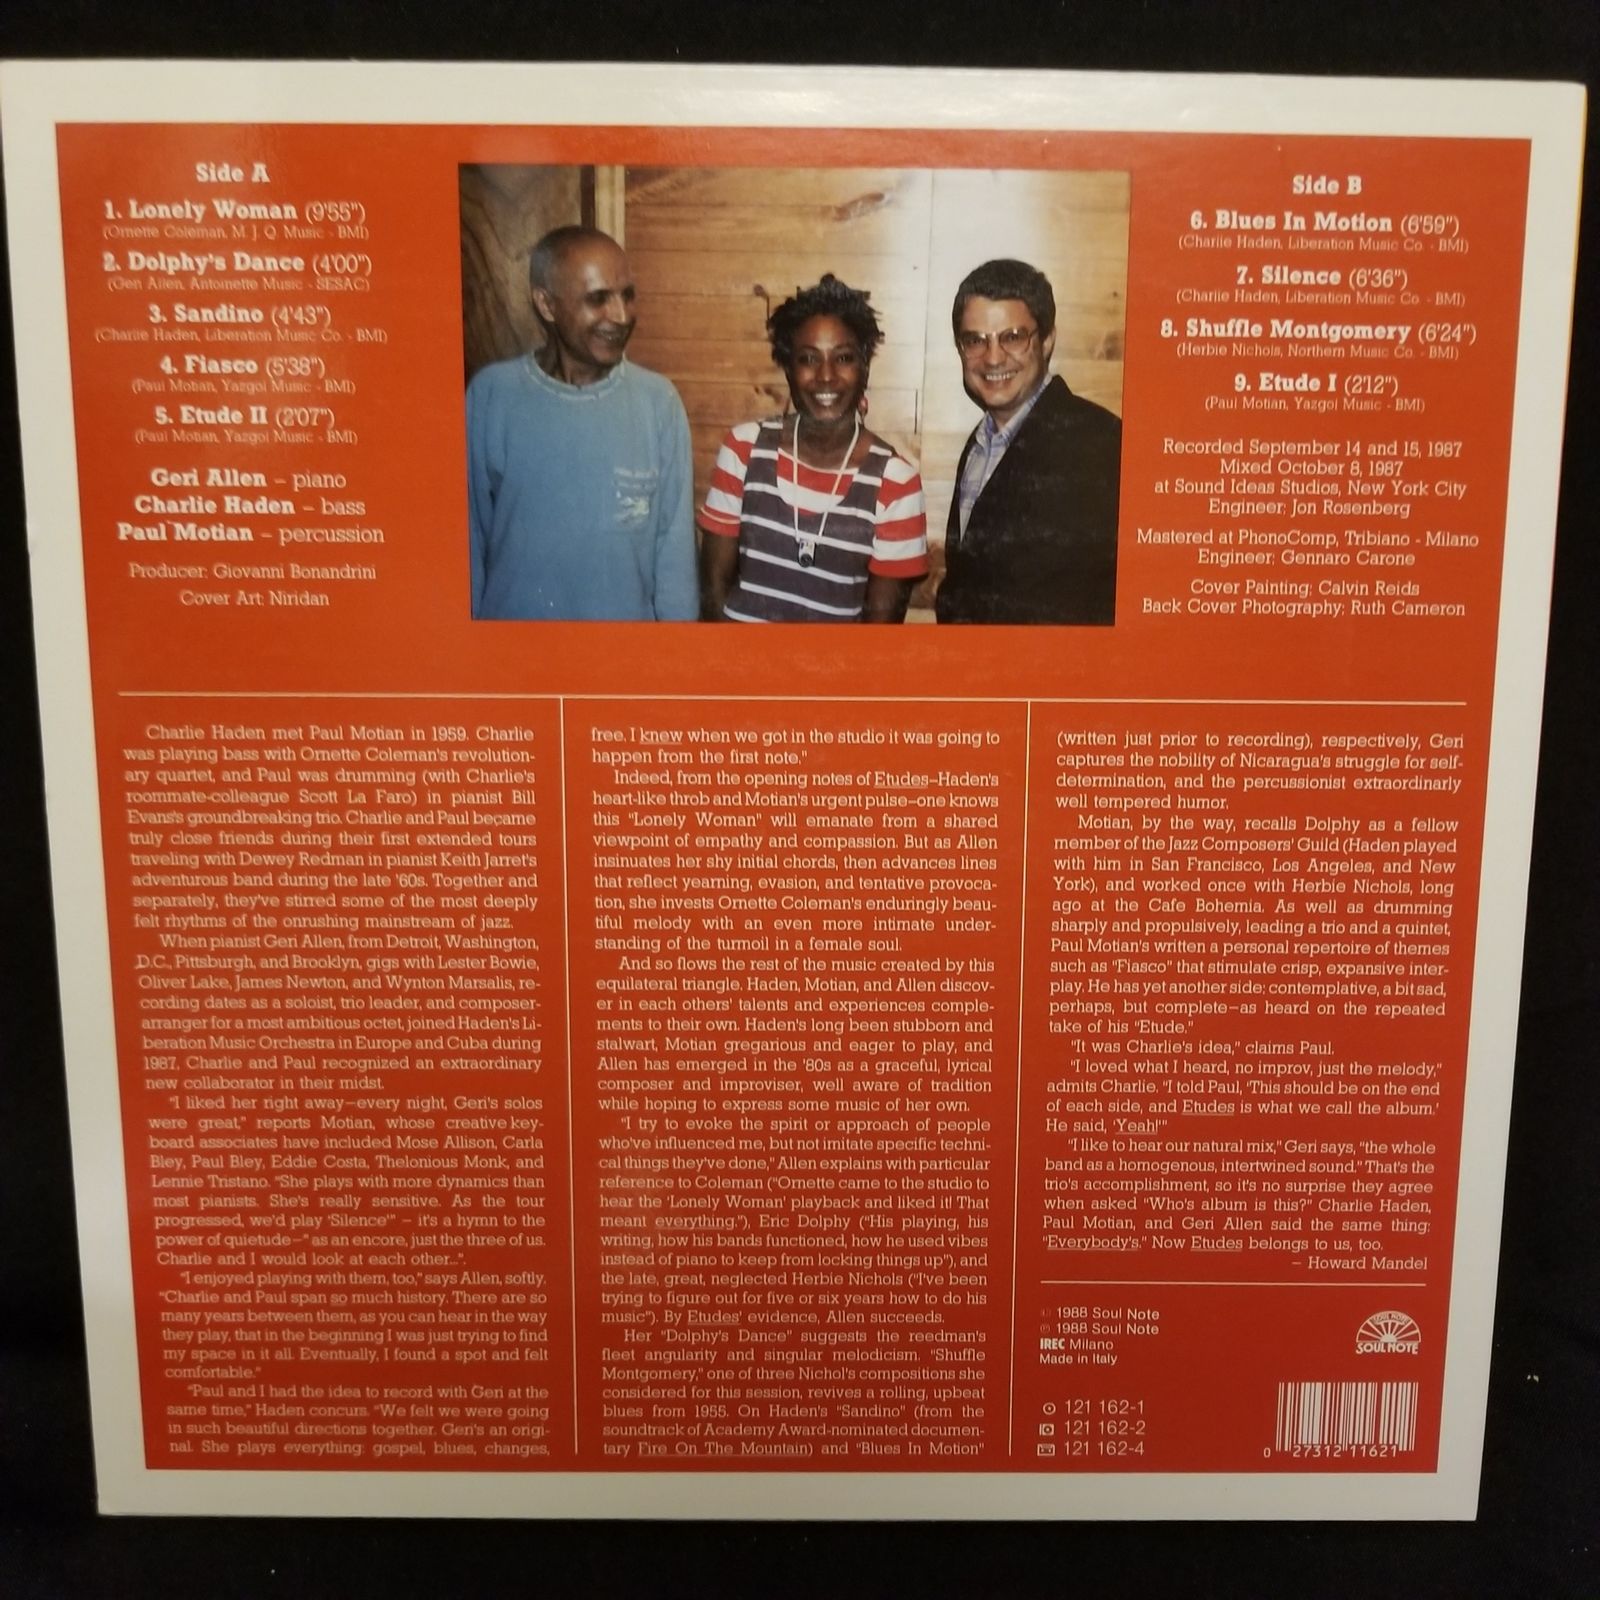 Side A
1. Lonely Woman (9'55")
(Ornette Coleman, M. J. Q. Music - BMI)
2. Dolphy's Dance (4'00")
(Geri Allen, Antoinette Music - SESAC)
3. Sandino (4'43")
(Charlie Haden, Liberation Music Co. - BMI)
4. Fiasco (5'38")
(Paul Motian, Yazgol Music - BMI)
5. Etude II (2'07")
(Paul Motian, Yazgol Music - BMI)
Geri Allen – piano
Charlie Haden – bass
Paul Motian – percussion
Producer: Giovanni Bonandrini
Cover Art: Niridan
Side B
6. Blues In Motion (6'59")
(Charlie Haden, Liberation Music Co. - BMI)
7. Silence (6'36")
(Charlie Haden, Liberation Music Co. - BMI)
8. Shuffle Montgomery (6'24")
(Herbie Nichols, Northern Music Co. - BMI)
9. Etude I (2'12")
(Paul Motian, Yazgol Music - BMI)
Recorded September 14 and 15, 1987
Mixed October 8, 1987
at Sound Ideas Studios, New York City
Engineer: Jon Rosenberg
Mastered at PhonoComp, Tribiano - Milano
Engineer: Gennaro Carone
Cover Painting: Calvin Reids
Back Cover Photography: Ruth Cameron
Charlie Haden met Paul Motian in 1959. Charlie
was playing bass with Ornette Coleman's revolution-
ary quartet, and Paul was drumming (with Charlie's
roommate-colleague Scott La Faro) in pianist Bill
Evans's groundbreaking trio. Charlie and Paul became
truly close friends during their first extended tours
traveling with Dewey Redman in pianist Keith Jarret's
adventurous band during the late '60s. Together and
separately, they've stirred some of the most deeply
felt rhythms of the onrushing mainstream of jazz.
When pianist Geri Allen, from Detroit, Washington,
D.C., Pittsburgh, and Brooklyn, gigs with Lester Bowie,
Oliver Lake, James Newton, and Wynton Marsalis, re-
cording dates as a soloist, trio leader, and composer-
arranger for a most ambitious octet, joined Haden's Li-
beration Music Orchestra in Europe and Cuba during
1987, Charlie and Paul recognized an extraordinary
new collaborator in their midst.
"I liked her right away—every night, Geri's solos
were great," reports Motian, whose creative key-
board associates have included Mose Allison, Carla
Bley, Paul Bley, Eddie Costa, Thelonious Monk, and
Lennie Tristano. "She plays with more dynamics than
most pianists. She's really sensitive. As the tour
progressed, we'd play 'Silence'" – it's a hymn to the
power of quietude—"as an encore, just the three of us.
Charlie and I would look at each other...".
"I enjoyed playing with them, too," says Allen, softly.
"Charlie and Paul span so much history. There are so
many years between them, as you can hear in the way
they play, that in the beginning I was just trying to find
my space in it all. Eventually, I found a spot and felt
comfortable."
"Paul and I had the idea to record with Geri at the
same time," Haden concurs. "We felt we were going
in such beautiful directions together. Geri's an origi-
nal. She plays everything: gospel, blues, changes,
free. I knew when we got in the studio it was going to
happen from the first note."
Indeed, from the opening notes of Etudes—Haden's
heart-like throb and Motian's urgent pulse—one knows
this "Lonely Woman" will emanate from a shared
viewpoint of empathy and compassion. But as Allen
insinuates her shy initial chords, then advances lines
that reflect yearning, evasion, and tentative provoca-
tion, she invests Ornette Coleman's enduringly beau-
tiful melody with an even more intimate under-
standing of the turmoil in a female soul.
And so flows the rest of the music created by this
equilateral triangle. Haden, Motian, and Allen discov-
er in each others' talents and experiences comple-
ments to their own. Haden's long been stubborn and
stalwart, Motian gregarious and eager to play, and
Allen has emerged in the '80s as a graceful, lyrical
composer and improviser, well aware of tradition
while hoping to express some music of her own.
"I try to evoke the spirit or approach of people
who've influenced me, but not imitate specific techni-
cal things they've done," Allen explains with particular
reference to Coleman ("Ornette came to the studio to
hear the 'Lonely Woman' playback and liked it! That
meant everything."), Eric Dolphy ("His playing, his
writing, how his bands functioned, how he used vibes
instead of piano to keep from locking things up"), and
the late, great, neglected Herbie Nichols ("I've been
trying to figure out for five or six years how to do his
music"). By Etudes' evidence, Allen succeeds.
Her "Dolphy's Dance" suggests the reedman's
fleet angularity and singular melodicism. "Shuffle
Montgomery," one of three Nichol's compositions she
considered for this session, revives a rolling, upbeat
blues from 1955. On Haden's "Sandino" (from the
soundtrack of Academy Award-nominated documen-
tary Fire On The Mountain) and "Blues In Motion"
(written just prior to recording), respectively, Geri
captures the nobility of Nicaragua's struggle for self-
determination, and the percussionist extraordinarly
well tempered humor.
Motian, by the way, recalls Dolphy as a fellow
member of the Jazz Composers' Guild (Haden played
with him in San Francisco, Los Angeles, and New
York), and worked once with Herbie Nichols, long
ago at the Cafe Bohemia. As well as drumming
sharply and propulsively, leading a trio and a quintet,
Paul Motian's written a personal repertoire of themes
such as "Fiasco" that stimulate crisp, expansive inter-
play. He has yet another side: contemplative, a bit sad,
perhaps, but complete—as heard on the repeated
take of his "Etude."
"It was Charlie's idea," claims Paul.
"I loved what I heard, no improv, just the melody,"
admits Charlie. "I told Paul, 'This should be on the end
of each side, and Etudes is what we call the album.'
He said, 'Yeah!'"
"I like to hear our natural mix," Geri says, "the whole
band as a homogenous, intertwined sound." That's the
trio's accomplishment, so it's no surprise they agree
when asked "Who's album is this?" Charlie Haden,
Paul Motian, and Geri Allen said the same thing:
"Everybody's." Now Etudes belongs to us, too.
– Howard Mandel
© 1988 Soul Note
℗ 1988 Soul Note
IREC Milano
Made in Italy
SOUL NOTE
SOUL NOTE
121 162-1
121 162-2
121 162-4
0 27312 11621